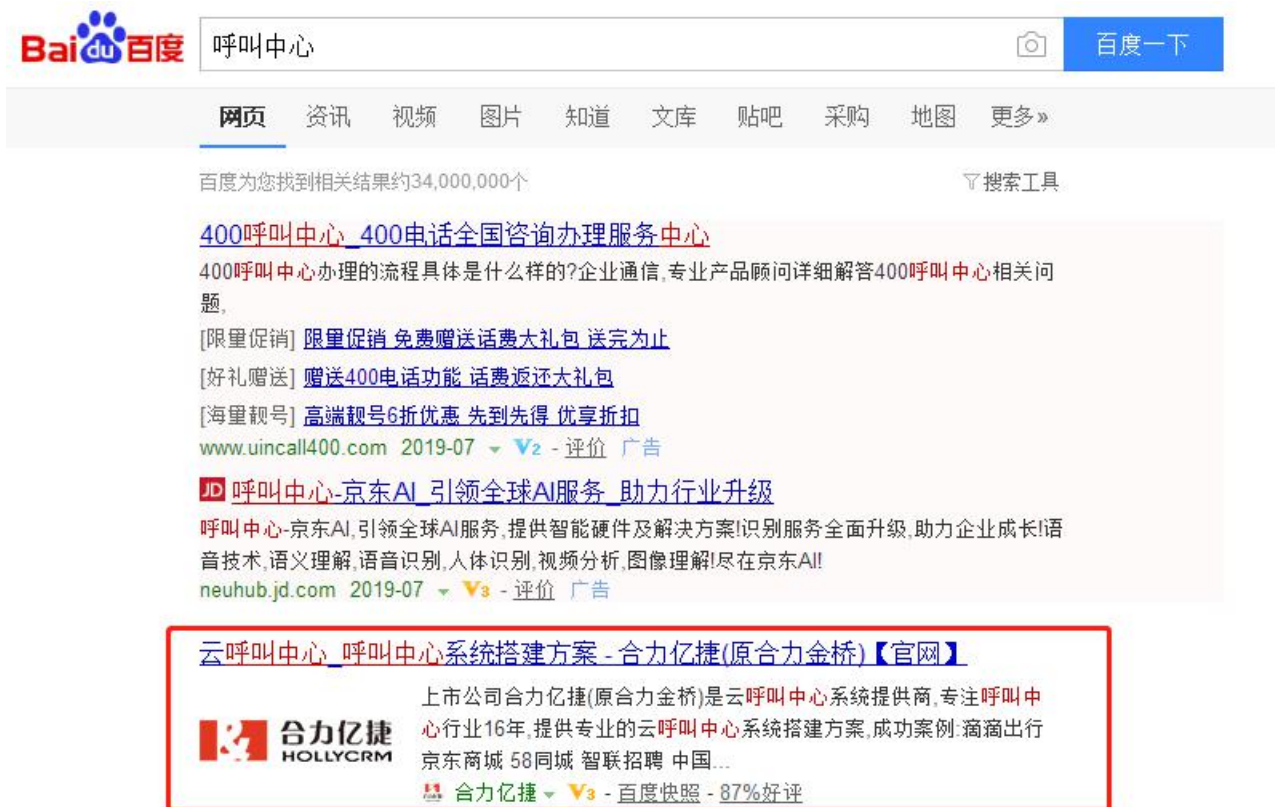 Baidu百度 呼叫中心 百度一下
网页 资讯 视频 图片 知道 文库 贴吧 采购 地图 更多»
百度为您找到相关结果约34,000,000个 搜索工具
400呼叫中心_400电话全国咨询办理服务中心
400呼叫中心办理的流程具体是什么样的?企业通信,专业产品顾问详细解答400呼叫中心相关问
题,
[限量促销] 限量促销 免费赠送话费大礼包 送完为止
[好礼赠送] 赠送400电话功能 话费返还大礼包
[海量靓号] 高端靓号6折优惠 先到先得 优享折扣
www.uincall400.com 2019-07 V2 - 评价 广告
JD 呼叫中心-京东AI_引领全球AI服务_助力行业升级
呼叫中心-京东AI,引领全球AI服务,提供智能硬件及解决方案!识别服务全面升级,助力企业成长!语
音技术,语义理解,语音识别,人体识别,视频分析,图像理解!尽在京东AI!
neuhub.jd.com 2019-07 V3 - 评价 广告
云呼叫中心_呼叫中心系统搭建方案 - 合力亿捷(原合力金桥)【官网】
上市公司合力亿捷(原合力金桥)是云呼叫中心系统提供商,专注呼叫中
心行业16年,提供专业的云呼叫中心系统搭建方案,成功案例:滴滴出行
京东商城 58同城 智联招聘 中国...
合力亿捷
HOLLYCRM
合力亿捷 V3 - 百度快照 - 87%好评